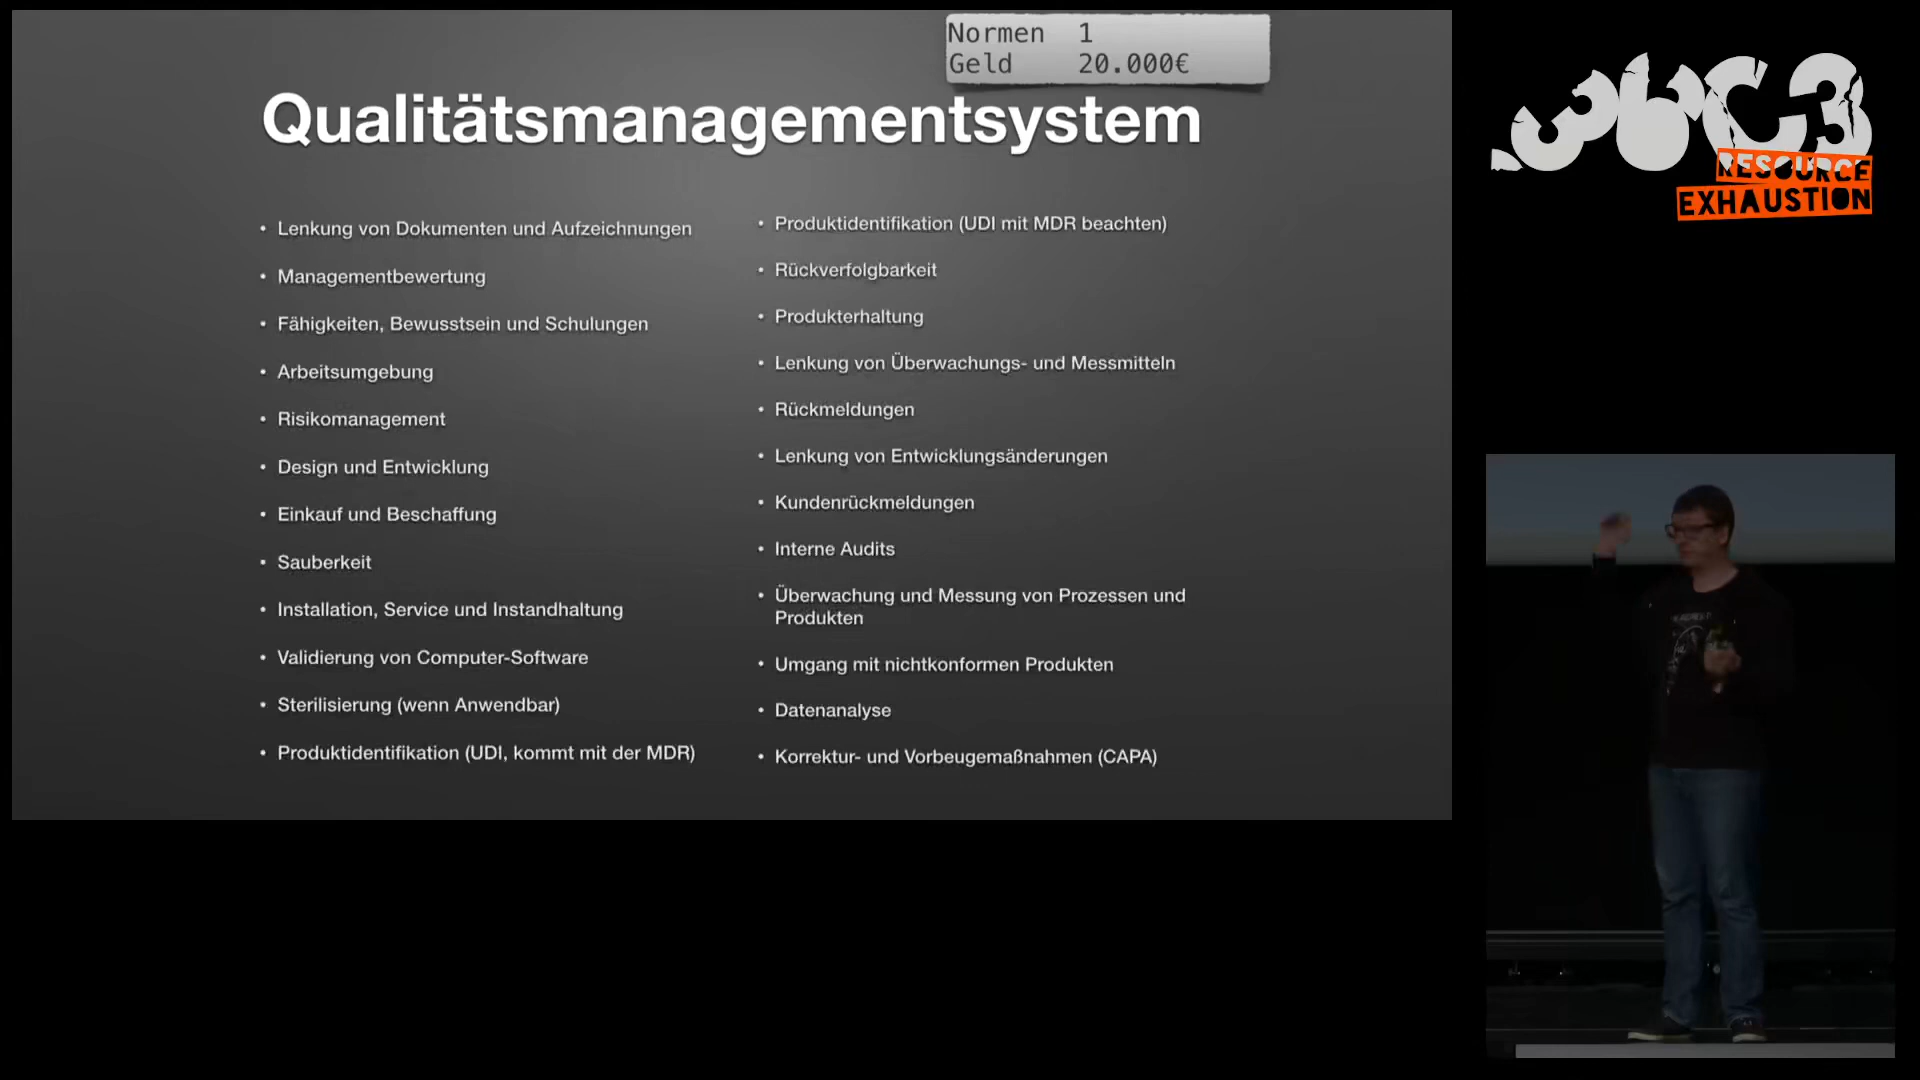 Normen 1
Geld 20.000€
Qualitätsmanagementsystem
• Lenkung von Dokumenten und Aufzeichnungen
• Managementbewertung
• Fähigkeiten, Bewusstsein und Schulungen
• Arbeitsumgebung
• Risikomanagement
• Design und Entwicklung
• Einkauf und Beschaffung
• Sauberkeit
• Installation, Service und Instandhaltung
• Validierung von Computer-Software
• Sterilisierung (wenn Anwendbar)
• Produktidentifikation (UDI, kommt mit der MDR)
• Produktidentifikation (UDI mit MDR beachten)
• Rückverfolgbarkeit
• Produkterhaltung
• Lenkung von Überwachungs- und Messmitteln
• Rückmeldungen
• Lenkung von Entwicklungsänderungen
• Kundenrückmeldungen
• Interne Audits
• Überwachung und Messung von Prozessen und
Produkten
• Umgang mit nichtkonformen Produkten
• Datenanalyse
• Korrektur- und Vorbeugemaßnahmen (CAPA)
36C3
RESOURCE
EXHAUSTION